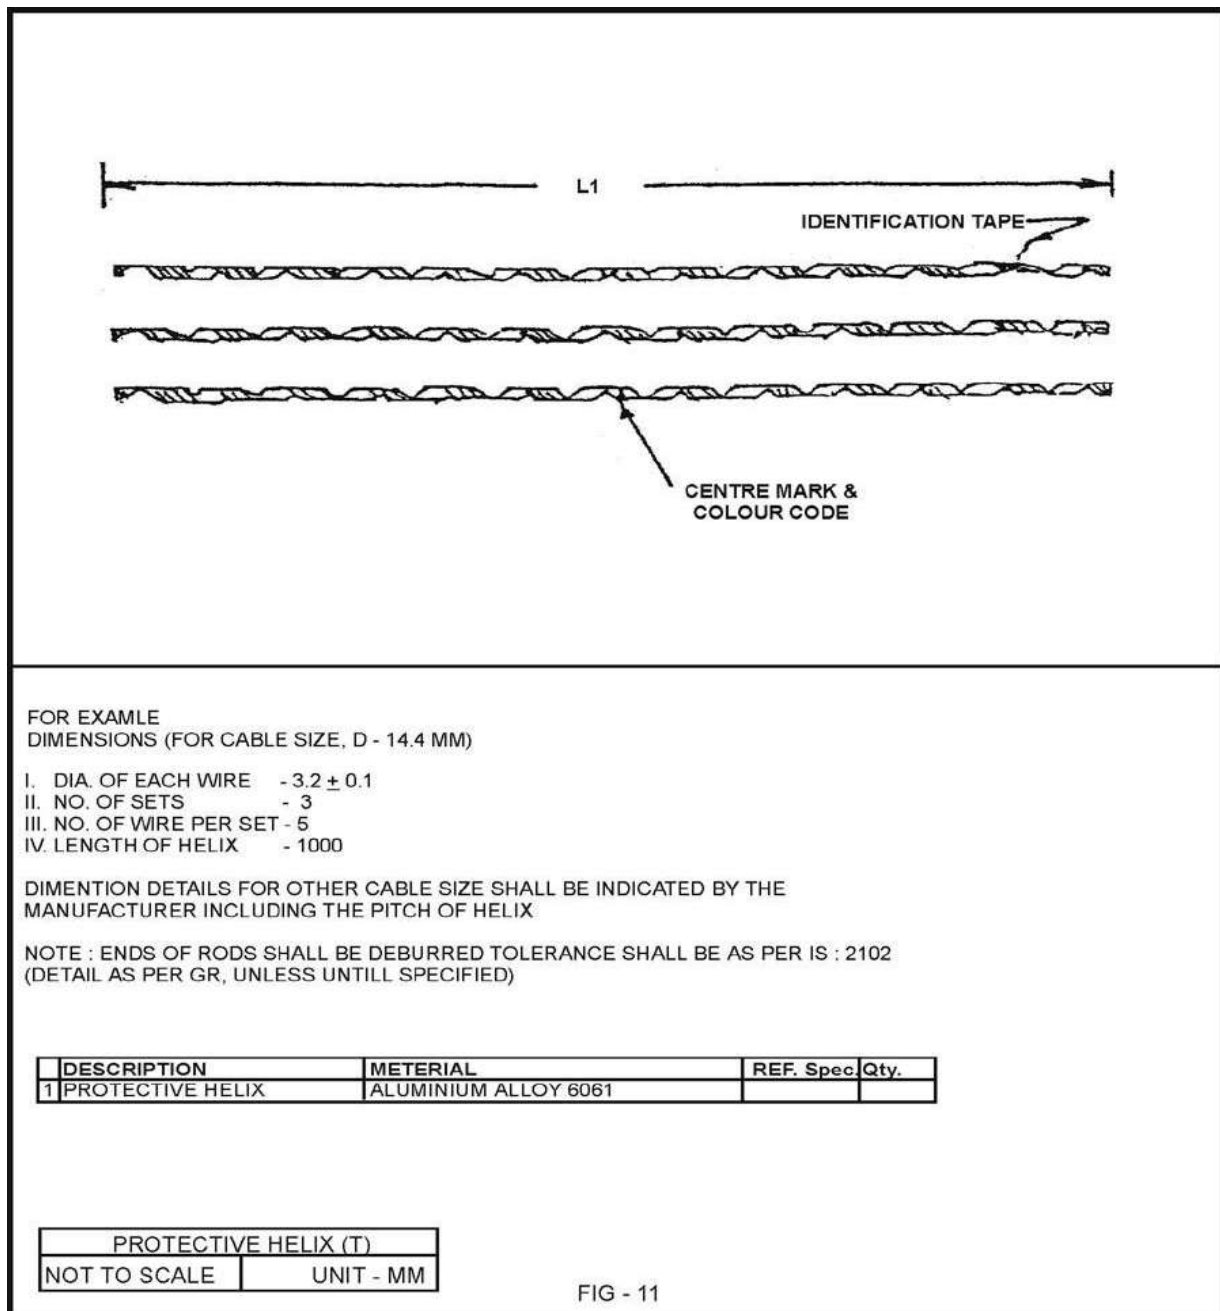 L1
IDENTIFICATION TAPE
CENTRE MARK &
COLOUR CODE
FOR EXAMLE
DIMENSIONS (FOR CABLE SIZE, D - 14.4 MM)
I. DIA. OF EACH WIRE - 3.2 ± 0.1
II. NO. OF SETS - 3
III. NO. OF WIRE PER SET - 5
IV. LENGTH OF HELIX - 1000
DIMENTION DETAILS FOR OTHER CABLE SIZE SHALL BE INDICATED BY THE
MANUFACTURER INCLUDING THE PITCH OF HELIX
NOTE : ENDS OF RODS SHALL BE DEBURRED TOLERANCE SHALL BE AS PER IS : 2102
(DETAIL AS PER GR, UNLESS UNTILL SPECIFIED)
DESCRIPTION METERIAL REF. Spec. Qty.
1 PROTECTIVE HELIX ALUMINIUM ALLOY 6061
PROTECTIVE HELIX (T)
NOT TO SCALE UNIT - MM
FIG - 11